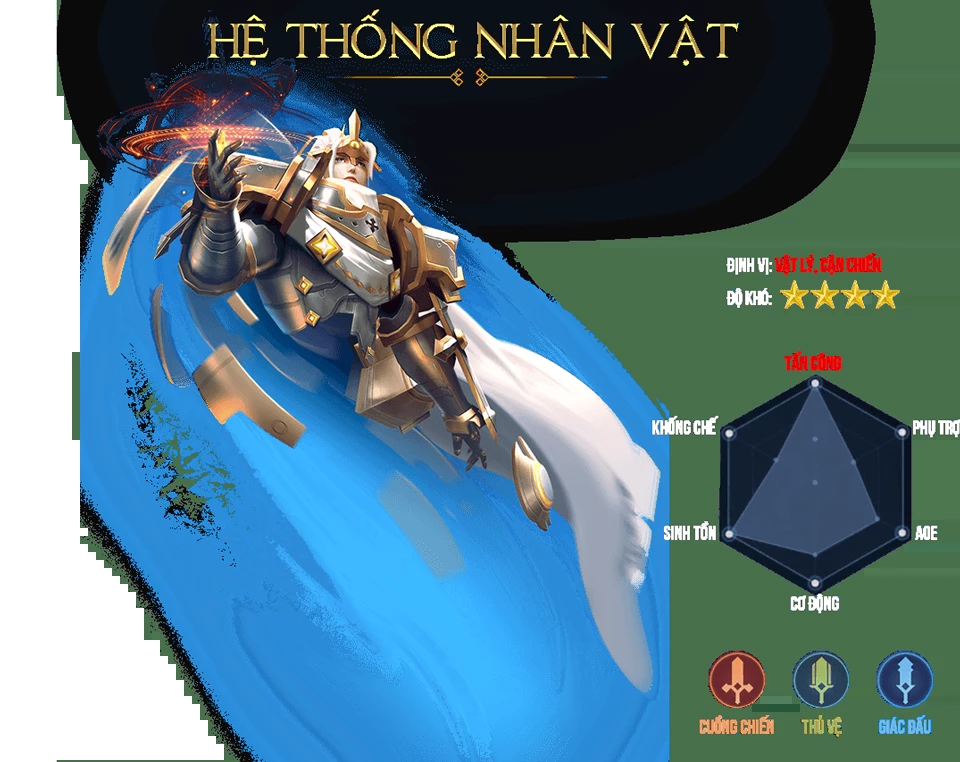 HỆ THỐNG NHÂN VẬT
ĐỊNH VỊ: VẬT LÝ, CẬN CHIẾN
ĐỘ KHÓ:
TẤN CÔNG
KHỐNG CHẾ
PHỤ TRỢ
SINH TỒN
AOE
CƠ ĐỘNG
CUỒNG CHIẾN
THỦ VỆ
GIÁC ĐẤU